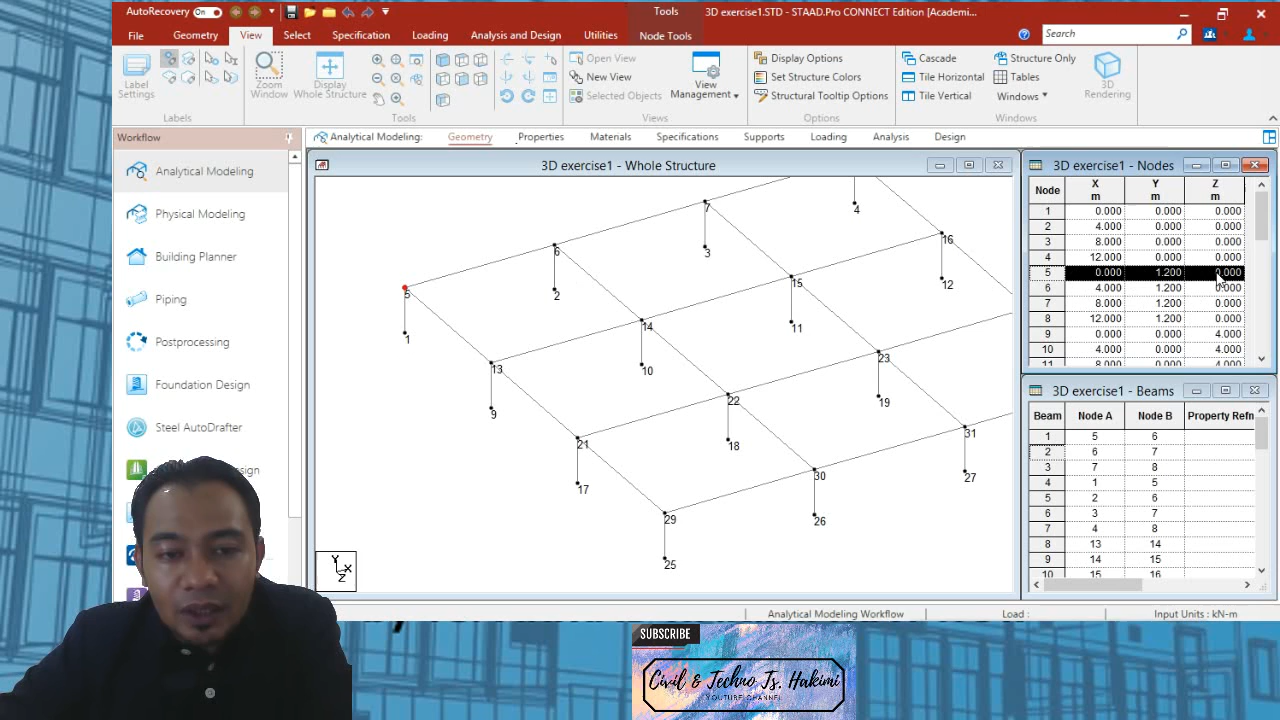 AutoRecovery On
Tools
3D exercise1.STD - STAAD.Pro CONNECT Edition [Academi...
File Geometry View Select Specification Loading Analysis and Design Utilities Node Tools
Search
Label Settings
Labels
Zoom Window
Display Whole Structure
Tools
Open View
New View
Selected Objects
View Management
Views
Display Options
Set Structure Colors
Structural Tooltip Options
Options
Cascade
Tile Horizontal
Tile Vertical
Structure Only
Tables
Windows
Windows
3D Rendering
Workflow
Analytical Modeling: Geometry Properties Materials Specifications Supports Loading Analysis Design
Analytical Modeling
Physical Modeling
Building Planner
Piping
Postprocessing
Foundation Design
Steel AutoDrafter
3D exercise1 - Whole Structure
7
4
6
16
3
5
15
2
12
14
11
1
13
23
10
22
19
9
21
31
18
30
27
17
29
26
25
Y X Z
3D exercise1 - Nodes
Node X m Y m Z m
1 0.000 0.000 0.000
2 4.000 0.000 0.000
3 8.000 0.000 0.000
4 12.000 0.000 0.000
5 0.000 1.200 0.000
6 4.000 1.200 0.000
7 8.000 1.200 0.000
8 12.000 1.200 0.000
9 0.000 0.000 4.000
10 4.000 0.000 4.000
11 8.000 0.000 4.000
3D exercise1 - Beams
Beam Node A Node B Property Refn
1 5 6
2 6 7
3 7 8
4 1 5
5 2 6
6 3 7
7 4 8
8 13 14
9 14 15
10 15 16
Analytical Modeling Workflow Load : Input Units : kN-m
SUBSCRIBE
Civil & Techno Ts. Hakimi
YOUTUBE CHANNEL